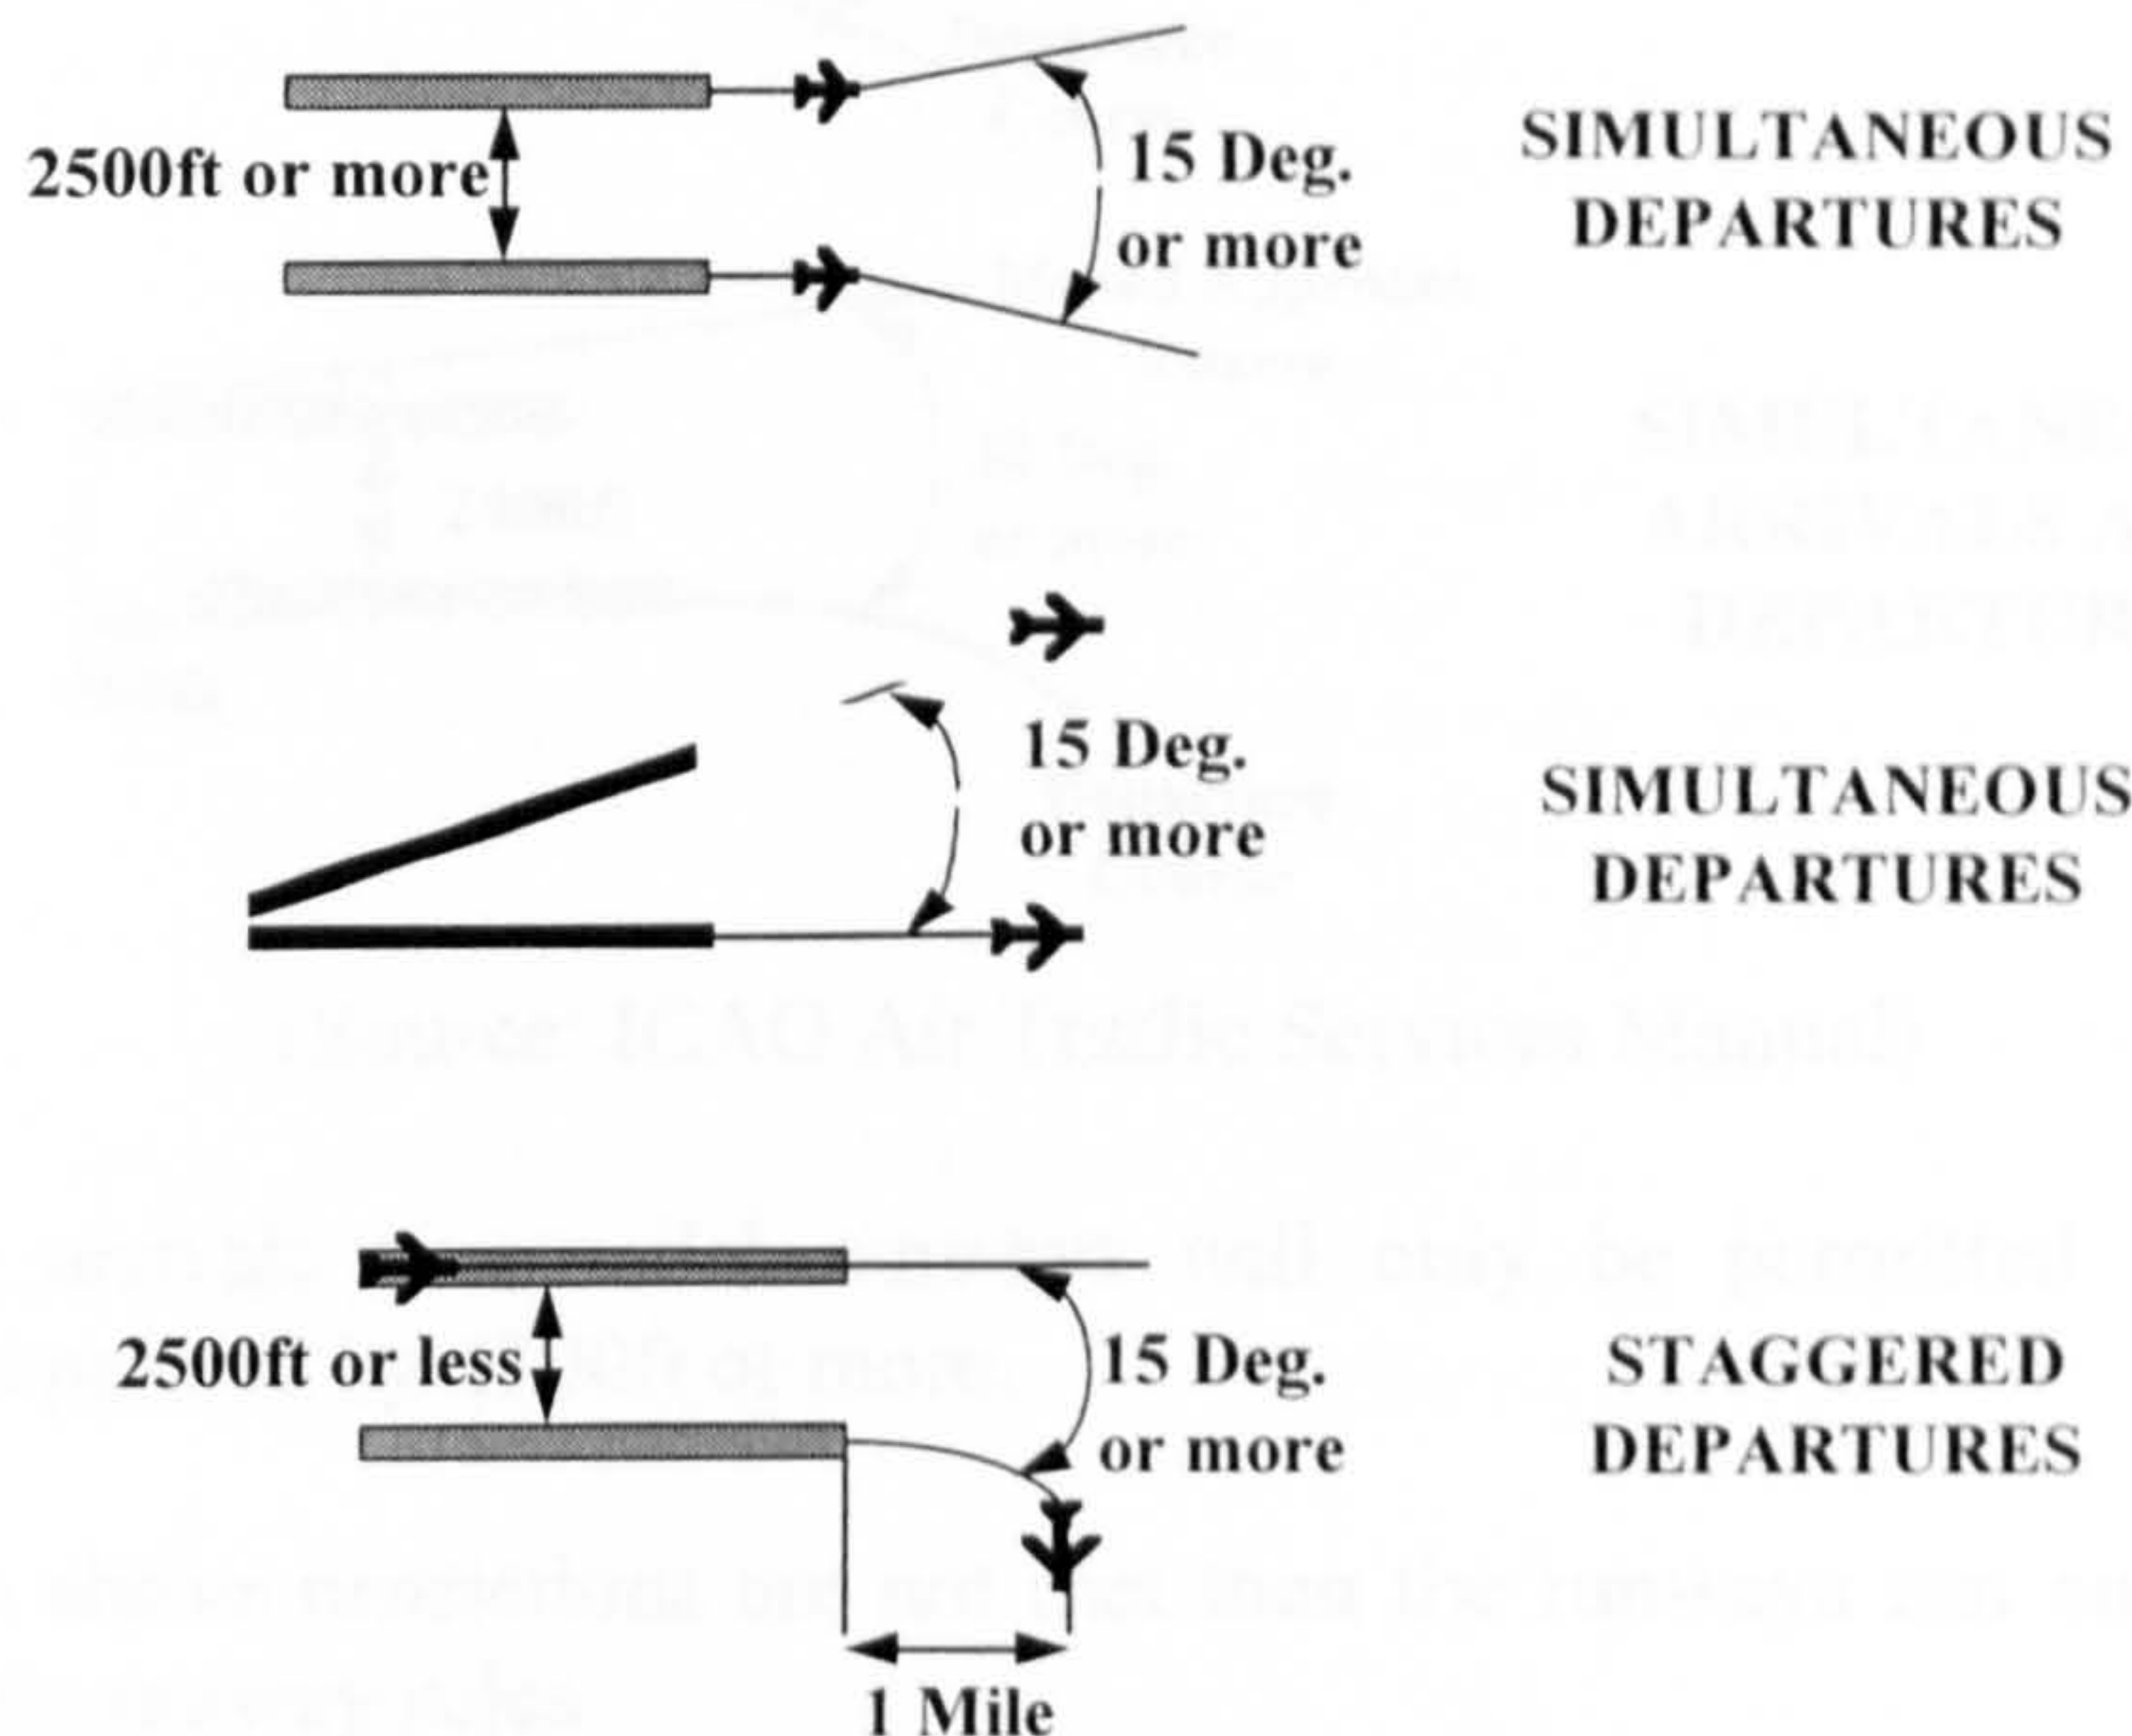 2500ft or more
15 Deg.
or more
SIMULTANEOUS
DEPARTURES
15 Deg.
or more
SIMULTANEOUS
DEPARTURES
2500ft or less
15 Deg.
or more
STAGGERED
DEPARTURES
1 Mile